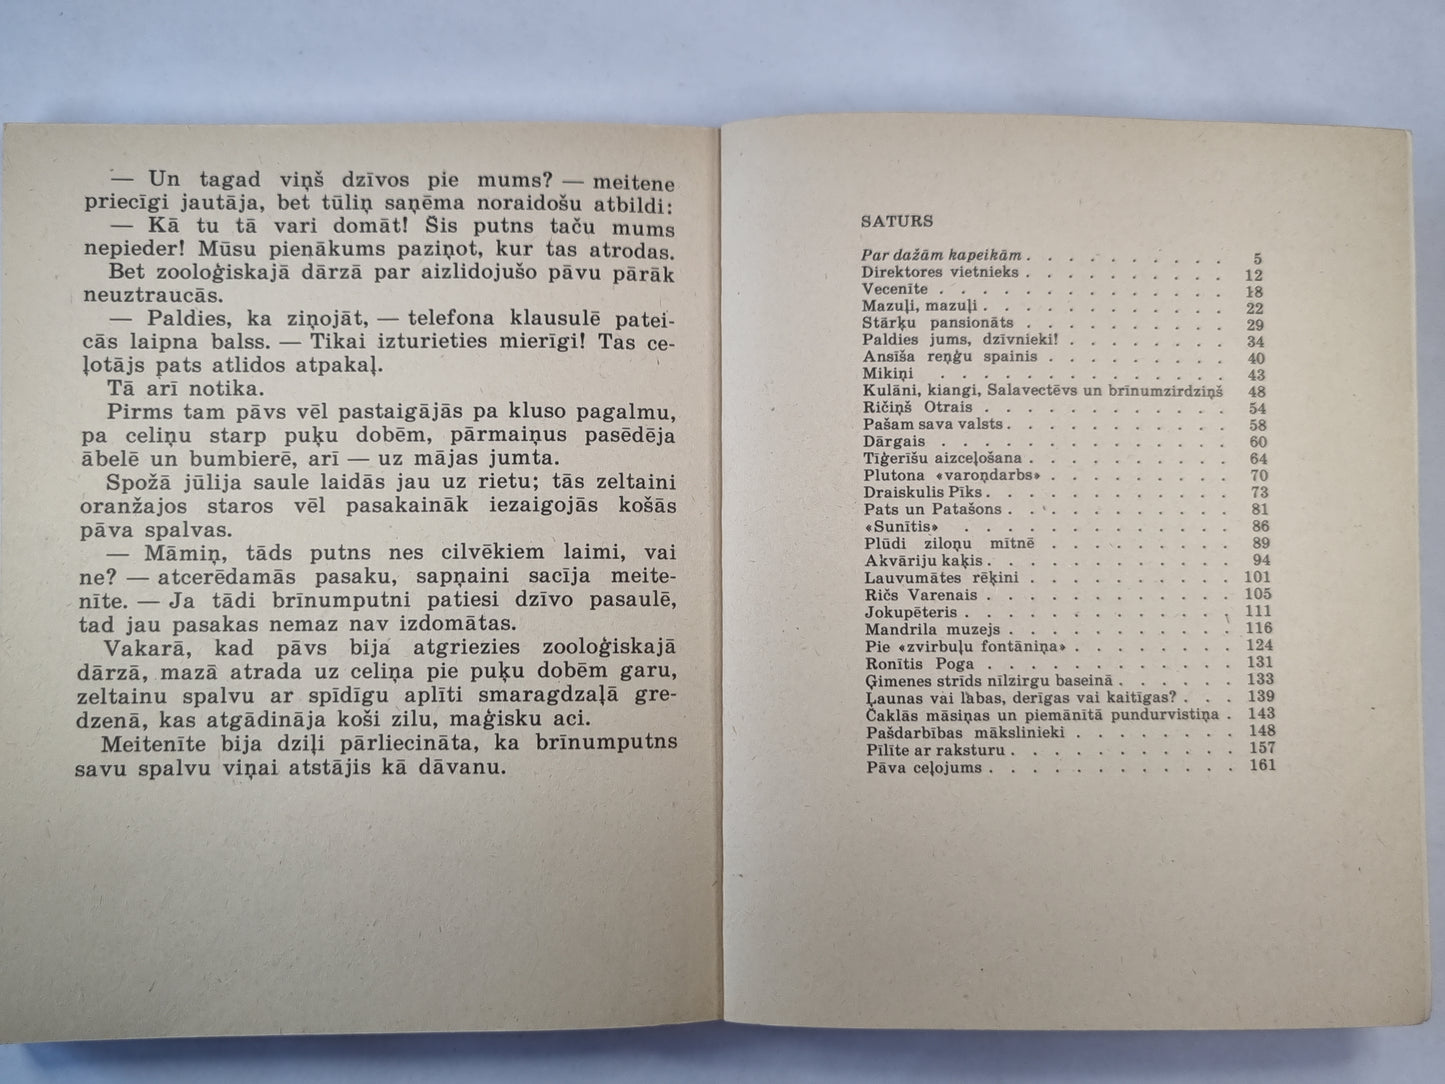 — Un tagad viņš dzīvos pie mums? — meitene
priecīgi jautāja, bet tūliņ saņēma noraidošu atbildi:
— Kā tu tā vari domāt! Šis putns taču mums
nepieder! Mūsu pienākums paziņot, kur tas atrodas.
Bet zooloģiskajā dārzā par aizlidojušo pāvu pārāk
neuztraucās.
— Paldies, ka ziņojāt, — telefona klausulē patei-
cās laipna balss. — Tikai izturieties mierīgi! Tas ce-
ļotājs pats atlidos atpakaļ.
Tā arī notika.
Pirms tam pāvs vēl pastaigājās pa kluso pagalmu,
pa celiņu starp puķu dobēm, pārmaiņus pasēdēja
ābelē un bumbierē, arī — uz mājas jumta.
Spožā jūlija saule laidās jau uz rietu; tās zeltaini
oranžajos staros vēl pasakaināk iezaigojās košās
pāva spalvas.
— Māmiņ, tāds putns nes cilvēkiem laimi, vai
ne? — atcerēdamās pasaku, sapņaini sacīja meite-
nīte. — Ja tādi brīnumputni patiesi dzīvo pasaulē,
tad jau pasakas nemaz nav izdomātas.
Vakarā, kad pāvs bija atgriezies zooloģiskajā
dārzā, mazā atrada uz celiņa pie puķu dobēm garu,
zeltainu spalvu ar spīdīgu aplīti smaragdzaļā gre-
dzenā, kas atgādināja koši zilu, maģisku aci.
Meitenīte bija dziļi pārliecināta, ka brīnumputns
savu spalvu viņai atstājis kā dāvanu.
SATURS
Par dažām kapeikām . . . . . . . . . . 5
Direktores vietnieks . . . . . . . . . . 12
Vecenīte . . . . . . . . . . . . . . 18
Mazuļi, mazuļi . . . . . . . . . . . . 22
Stārķu pansionāts . . . . . . . . . . 29
Paldies jums, dzīvnieki! . . . . . . . . 34
Ansīša reņģu spainis . . . . . . . . . 40
Mikiņi . . . . . . . . . . . . . . 43
Kulāni, kiangi, Salavectēvs un brīnumzirdziņš 48
Ričiņš Otrais . . . . . . . . . . . . 54
Pašam sava valsts . . . . . . . . . . . 58
Dārgais . . . . . . . . . . . . . . 60
Tīģerīšu aizceļošana . . . . . . . . . . 64
Plutona «varoņdarbs» . . . . . . . . . 70
Draiskulis Pīks . . . . . . . . . . . . 73
Pats un Patašons . . . . . . . . . . . 81
«Sunītis» . . . . . . . . . . . . . 86
Plūdi ziloņu mītnē . . . . . . . . . 89
Akvāriju kaķis . . . . . . . . . . . . 94
Lauvumātes rēķini . . . . . . . . . . 101
Ričs Varenais . . . . . . . . . . . . 105
Jokupēteris . . . . . . . . . . . . . 111
Mandrila muzejs . . . . . . . . . . . 116
Pie «zvirbuļu fontāniņa» . . . . . . . . 124
Ronītis Poga . . . . . . . . . . . . 131
Ģimenes strīds nīlzirgu baseinā . . . . . . 133
Ļaunas vai labas, derīgas vai kaitīgas? . . . 139
Čaklās māsiņas un piemānītā pundurvistiņa . 143
Pašdarbības mākslinieki . . . . . . . . 148
Pīlīte ar raksturu . . . . . . . . . . . 157
Pāva ceļojums . . . . . . . . . . . . 161